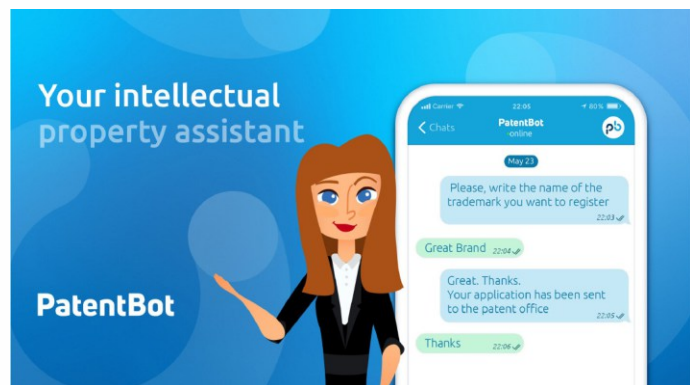 Your intellectual
property assistant
PatentBot
Carrier
22:05
60%
Chats
PatentBot
-online
pb
May 23
Please, write the name of the
trademark you want to register
22:03
Great Brand
22:04
Great. Thanks.
Your application has been sent
to the patent office
22:05
Thanks
22:06